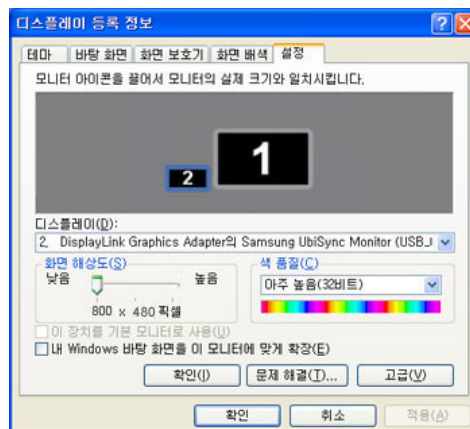 디스플레이 등록 정보
테마 바탕 화면 화면 보호기 화면 배색 설정
모니터 아이콘을 끌어서 모니터의 실제 크기와 일치시킵니다.
1
2
디스플레이(D):
2. DisplayLink Graphics Adapter의 Samsung UbiSync Monitor (USB_
화면 해상도(S) 색 품질(C)
낮음 높음 아주 높음(32비트)
800 x 480 픽셀
이 장치를 기본 모니터로 사용(U)
내 Windows 바탕 화면을 이 모니터에 맞게 확장(E)
확인(I) 문제 해결(T)... 고급(V)
확인 취소 적용(A)